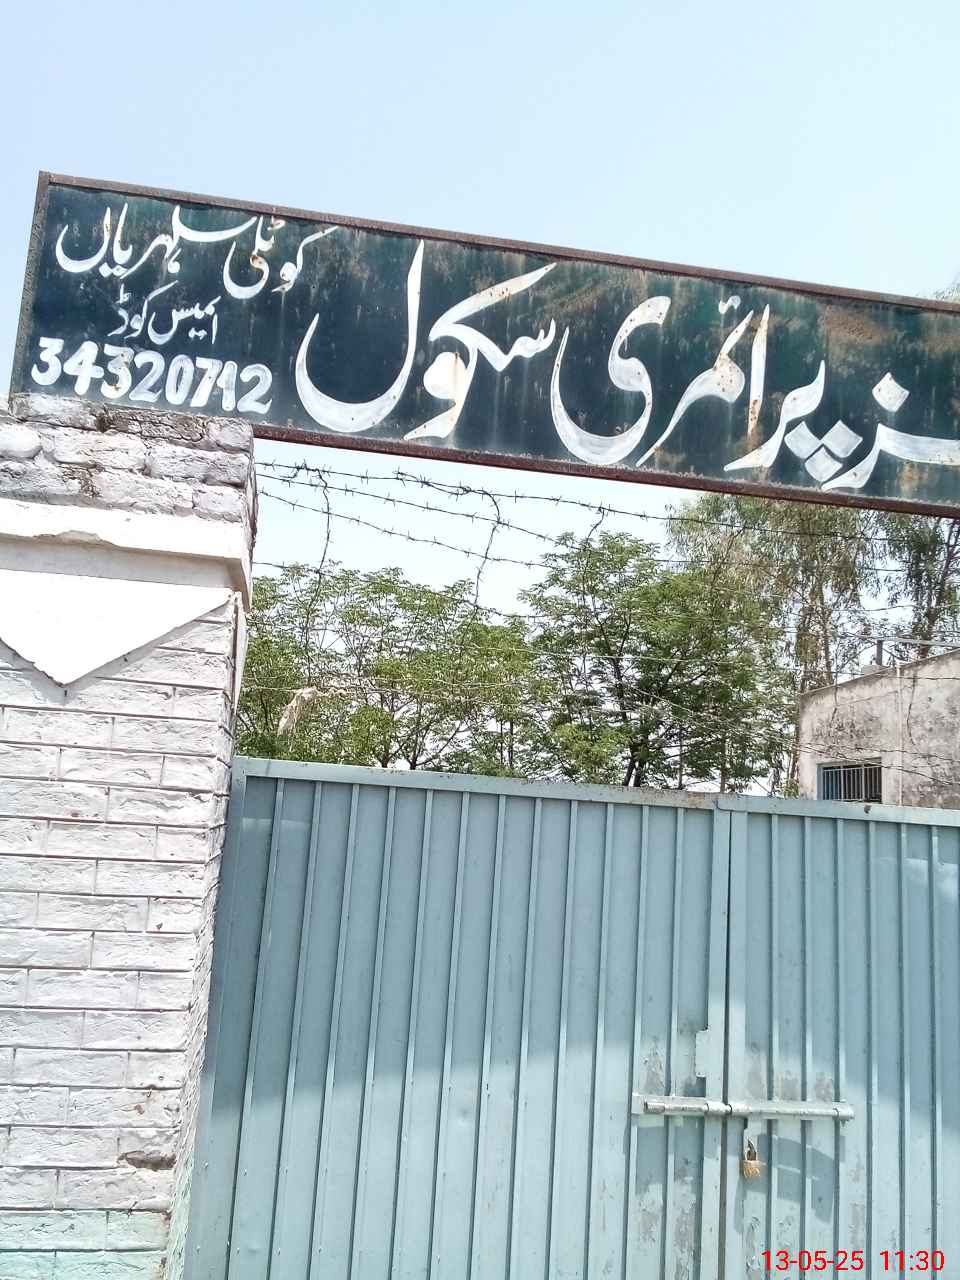 پرائمری سکول
کوٹلی سلہریاں
ایمیس کوڈ
34320712
13-05-25 11:30